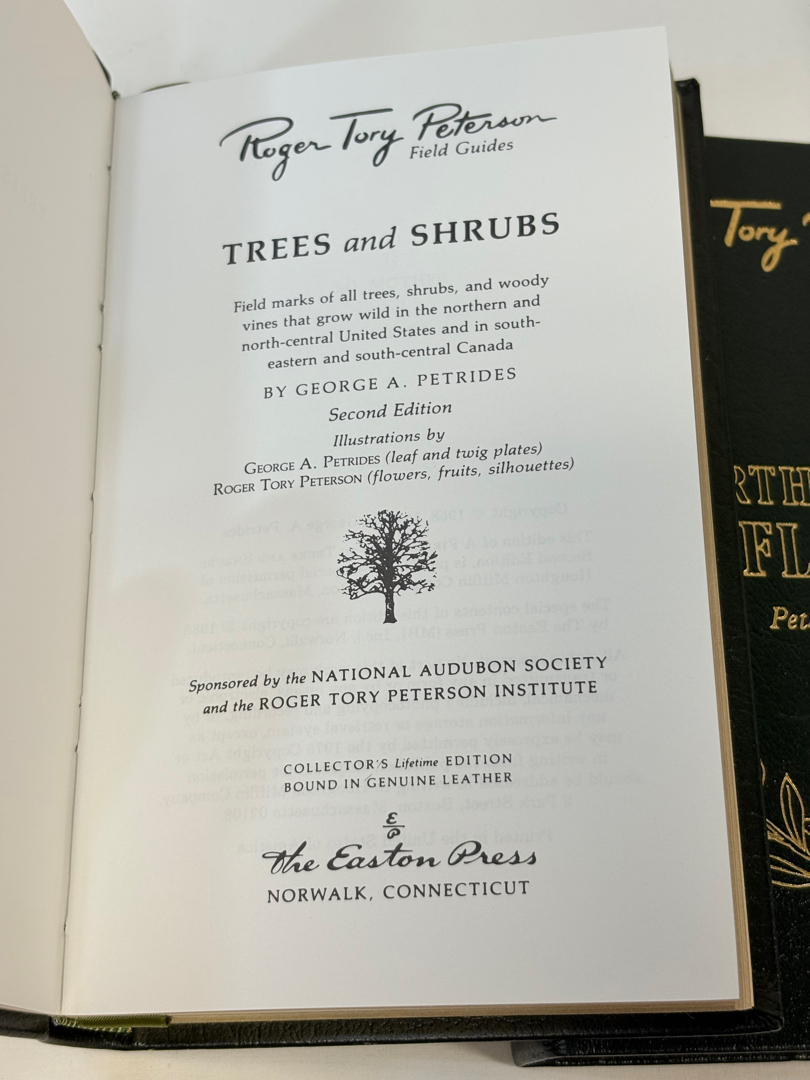 Roger Tory Peterson
Field Guides
TREES and SHRUBS
Field marks of all trees, shrubs, and woody
vines that grow wild in the northern and
north-central United States and in south-
eastern and south-central Canada
BY GEORGE A. PETRIDES
Second Edition
Illustrations by
GEORGE A. PETRIDES (leaf and twig plates)
ROGER TORY PETERSON (flowers, fruits, silhouettes)
Sponsored by the NATIONAL AUDUBON SOCIETY
and the ROGER TORY PETERSON INSTITUTE
COLLECTOR'S Lifetime EDITION
BOUND IN GENUINE LEATHER
EP
The Easton Press
NORWALK, CONNECTICUT
Tory